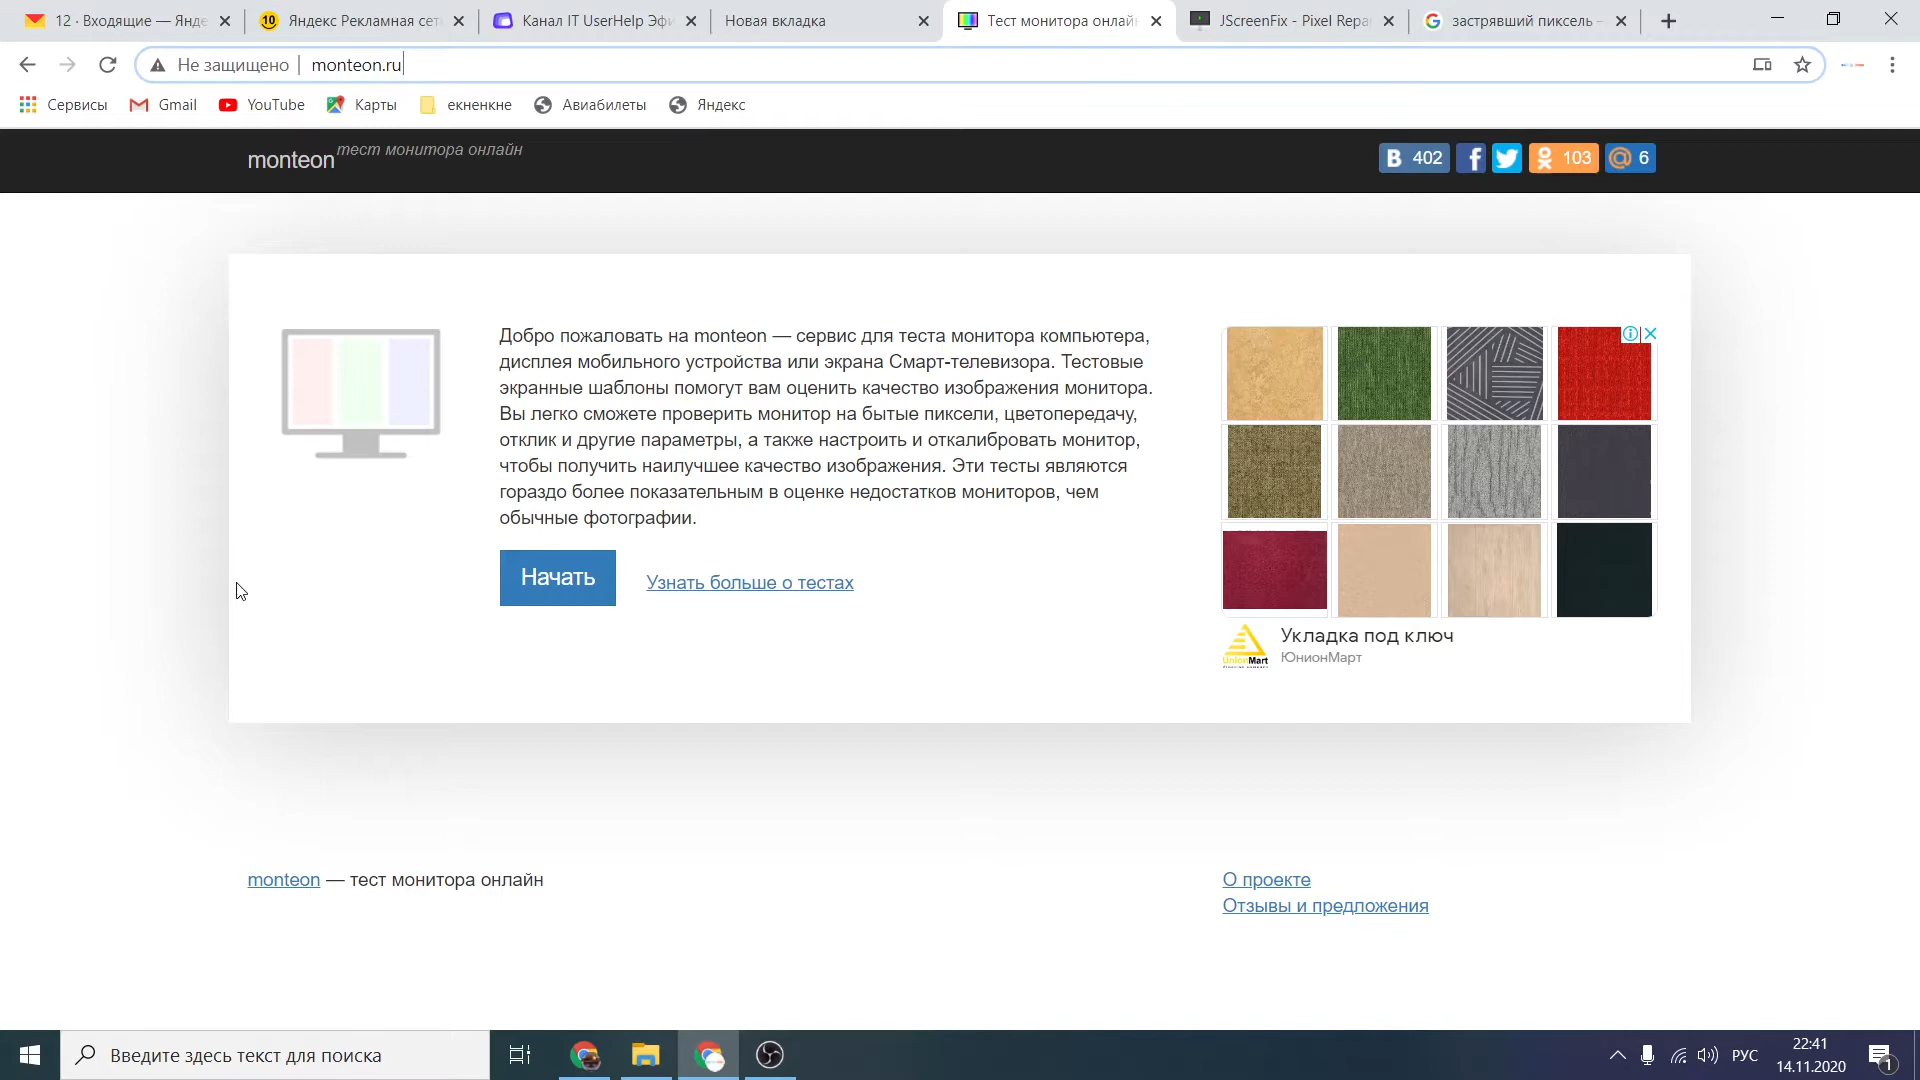 12 · Входящие — Янде
10
Яндекс Рекламная сет
Канал IT UserHelp Эфи
Новая вкладка
Тест монитора онлайн
JScreenFix - Pixel Repa
застрявший пиксель -
Не защищено
monteon.ru
Сервисы
Gmail
YouTube
Карты
екненкне
Авиабилеты
Яндекс
monteon тест монитора онлайн
402
103
6
Добро пожаловать на monteon — сервис для теста монитора компьютера,
дисплея мобильного устройства или экрана Смарт-телевизора. Тестовые
экранные шаблоны помогут вам оценить качество изображения монитора.
Вы легко сможете проверить монитор на бытые пиксели, цветопередачу,
отклик и другие параметры, а также настроить и откалибровать монитор,
чтобы получить наилучшее качество изображения. Эти тесты являются
гораздо более показательным в оценке недостатков мониторов, чем
обычные фотографии.
Начать
Узнать больше о тестах
UnionMart
Укладка под ключ
ЮнионМарт
monteon — тест монитора онлайн
О проекте
Отзывы и предложения
Введите здесь текст для поиска
РУС
22:41
14.11.2020
1